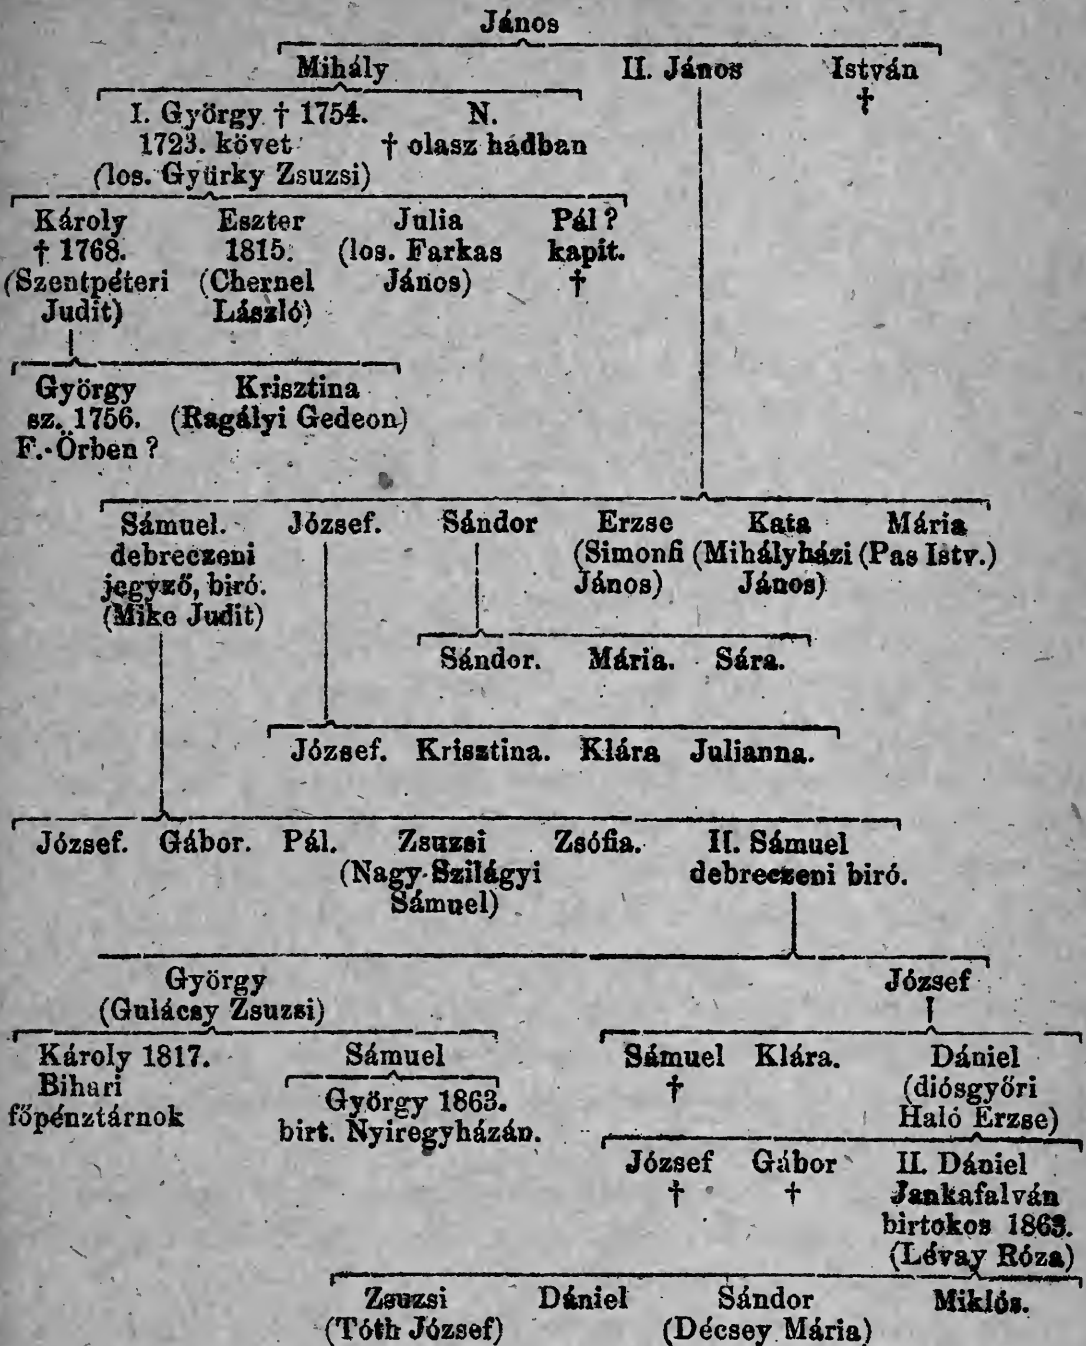 János
Mihály II. János István
†
I. György † 1754. N.
1723. követ † olasz hádban
(los. Gyürky Zsuzsi)
Károly Eszter Julia Pál?
† 1768. 1815. (los. Farkas kapit.
(Szentpéteri (Chernel János) †
Judit) László)
György Krisztina
sz. 1756. (Ragályi Gedeon)
F.-Örben?
Sámuel. József. Sándor Erzse Kata Mária
debreczeni (Simonfi (Mihályházi (Pas Istv.)
jegyző, biró. János) János)
(Mike Judit)
Sándor. Mária. Sára.
József. Krisztina. Klára Julianna.
József. Gábor. Pál. Zsuzsi Zsófia. II. Sámuel
(Nagy-Szilágyi debreczeni biró.
Sámuel)
György József
(Gulácsy Zsuzsi)
Károly 1817. Sámuel Sámuel Klára. Dániel
Bihari † (diósgyőri
főpénztárnok György 1863. Haló Erzse)
birt. Nyiregyházán.
József Gábor II. Dániel
† † Jankafalván
birtokos 1863.
(Lévay Róza)
Zsuzsi Dániel Sándor Miklós.
(Tóth József) (Décsey Mária)